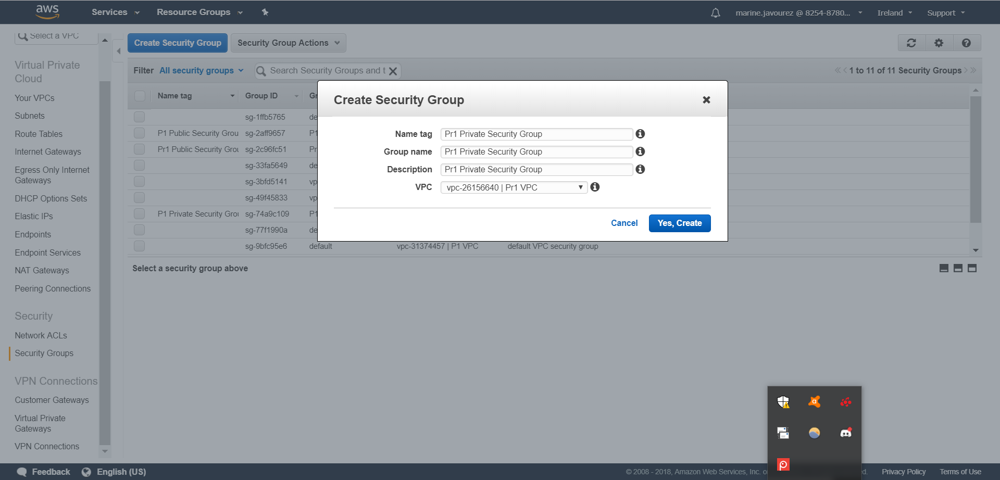 aws
Services
Resource Groups
marine.javourez @ 8254-8780...
Ireland
Support
Select a VPC
Virtual Private
Cloud
Your VPCs
Subnets
Route Tables
Internet Gateways
Egress Only Internet
Gateways
DHCP Options Sets
Elastic IPs
Endpoints
Endpoint Services
NAT Gateways
Peering Connections
Security
Network ACLs
Security Groups
VPN Connections
Customer Gateways
Virtual Private
Gateways
VPN Connections
Create Security Group
Security Group Actions
Filter All security groups
Search Security Groups and t
1 to 11 of 11 Security Groups
Name tag Group ID Gr
sg-1ffb5765 de
P1 Public Security Grou sg-2aff9657 P1
Pr1 Public Security Grou sg-2c96fc51 Pr
sg-33fa5649 de
sg-3bfd5141 vp
sg-49f45833 vp
P1 Private Security Grou sg-74a9c109 P1
sg-77f1990a de
sg-9bfc95e6 default vpc-31374457 | P1 VPC default VPC security group
Select a security group above
Create Security Group
Name tag Pr1 Private Security Group
Group name Pr1 Private Security Group
Description Pr1 Private Security Group
VPC vpc-26156640 | Pr1 VPC
Cancel
Yes, Create
Feedback
English (US)
© 2008 - 2018, Amazon Web Services, Inc. o
d.
Privacy Policy
Terms of Use